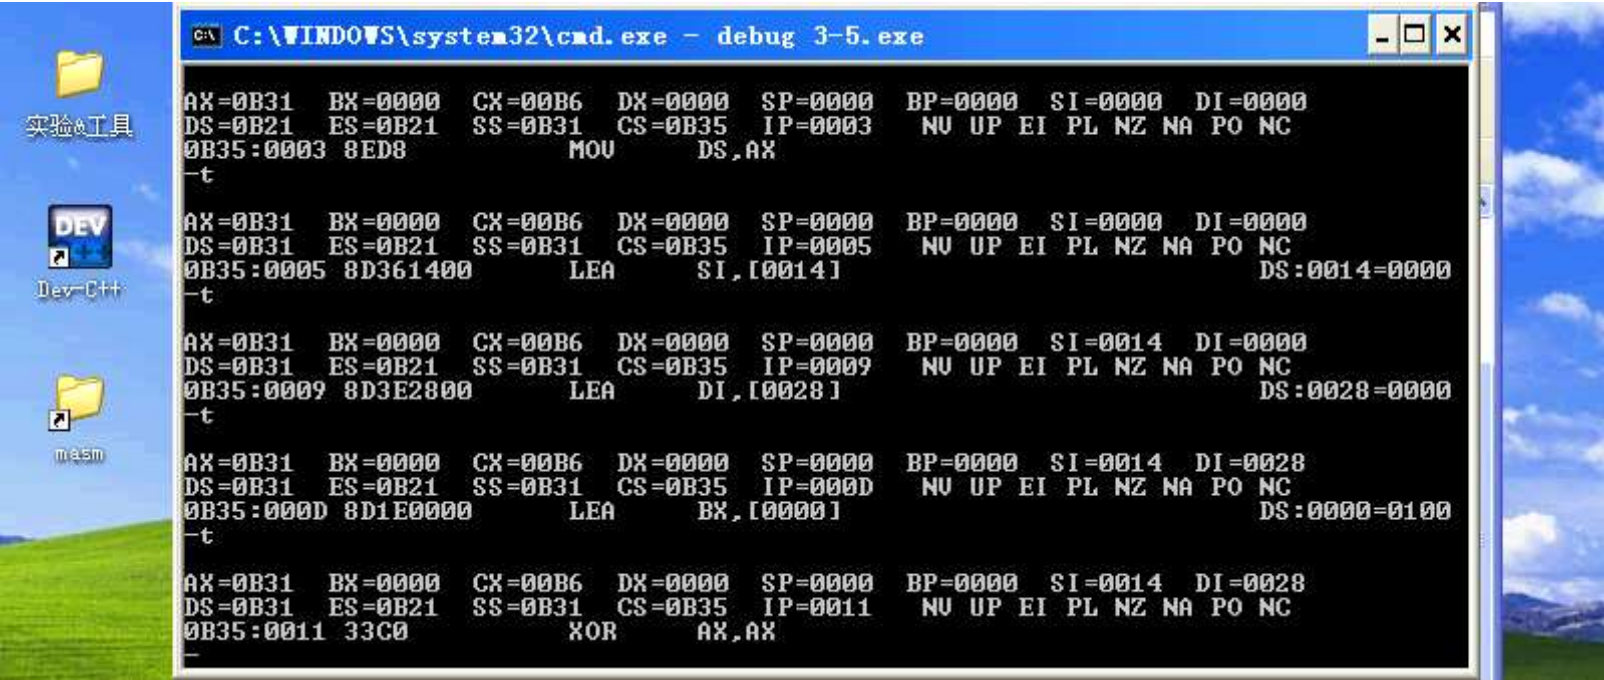 C:\WINDOWS\system32\cmd.exe - debug 3-5.exe
实验&工具
DEV
C++
Dev-C++
masm
AX=0B31 BX=0000 CX=00B6 DX=0000 SP=0000 BP=0000 SI=0000 DI=0000
DS=0B21 ES=0B21 SS=0B31 CS=0B35 IP=0003 NV UP EI PL NZ NA PO NC
0B35:0003 8ED8 MOV DS,AX
-t
AX=0B31 BX=0000 CX=00B6 DX=0000 SP=0000 BP=0000 SI=0000 DI=0000
DS=0B31 ES=0B21 SS=0B31 CS=0B35 IP=0005 NV UP EI PL NZ NA PO NC
0B35:0005 8D361400 LEA SI,[0014] DS:0014=0000
-t
AX=0B31 BX=0000 CX=00B6 DX=0000 SP=0000 BP=0000 SI=0014 DI=0000
DS=0B31 ES=0B21 SS=0B31 CS=0B35 IP=0009 NV UP EI PL NZ NA PO NC
0B35:0009 8D3E2800 LEA DI,[0028] DS:0028=0000
-t
AX=0B31 BX=0000 CX=00B6 DX=0000 SP=0000 BP=0000 SI=0014 DI=0028
DS=0B31 ES=0B21 SS=0B31 CS=0B35 IP=000D NV UP EI PL NZ NA PO NC
0B35:000D 8D1E0000 LEA BX,[0000] DS:0000=0100
-t
AX=0B31 BX=0000 CX=00B6 DX=0000 SP=0000 BP=0000 SI=0014 DI=0028
DS=0B31 ES=0B21 SS=0B31 CS=0B35 IP=0011 NV UP EI PL NZ NA PO NC
0B35:0011 33C0 XOR AX,AX
-